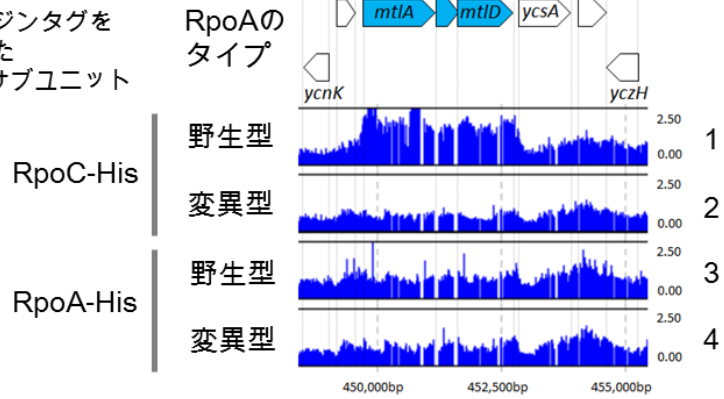 ジンタグを
た
サブユニット
RpoAの
タイプ
mtlA mtlD ycsA
ycnK yczH
RpoC-His
野生型
2.50
0.00
1
変異型
2.50
0.00
2
RpoA-His
野生型
2.50
0.00
3
変異型
2.50
0.00
4
450,000bp 452,500bp 455,000bp